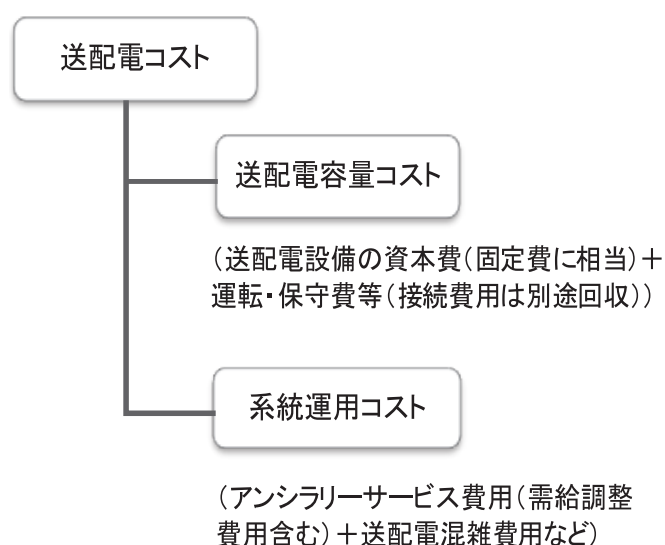 送配電コスト
送配電容量コスト
（送配電設備の資本費（固定費に相当）＋
運転・保守費等（接続費用は別途回収））
系統運用コスト
（アンシラリーサービス費用（需給調整
費用含む）＋送配電混雑費用など）